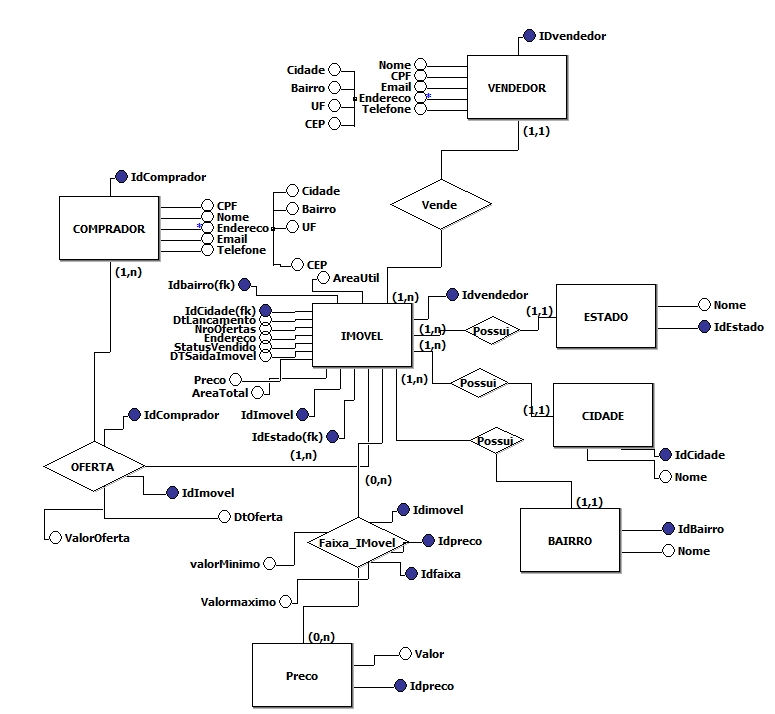 IDvendedor
Nome
CPF
Email
Endereco
*
Telefone
Cidade
Bairro
UF
CEP
VENDEDOR
(1,1)
Vende
IdComprador
COMPRADOR
CPF
Nome
*
Endereco
Email
Telefone
Cidade
Bairro
UF
CEP
(1,n)
AreaUtil
Idbairro(fk)
IdCidade(fk)
DtLancamento
NroOfertas
Endereco
StatusVendido
DTSaidaImovel
Preco
AreaTotal
IdImovel
IdEstado(fk)
IMOVEL
(1,n)
Idvendedor
(1,n)
Possui
(1,1)
ESTADO
Nome
IdEstado
(1,n)
Possui
(1,1)
CIDADE
IdCidade
Nome
(1,n)
Possui
(1,1)
BAIRRO
IdBairro
Nome
IdComprador
OFERTA
(1,n)
IdImovel
DtOferta
ValorOferta
(0,n)
Faixa_IMovel
Idimovel
Idpreco
Idfaixa
valorMinimo
Valormaximo
(0,n)
Preco
Valor
Idpreco